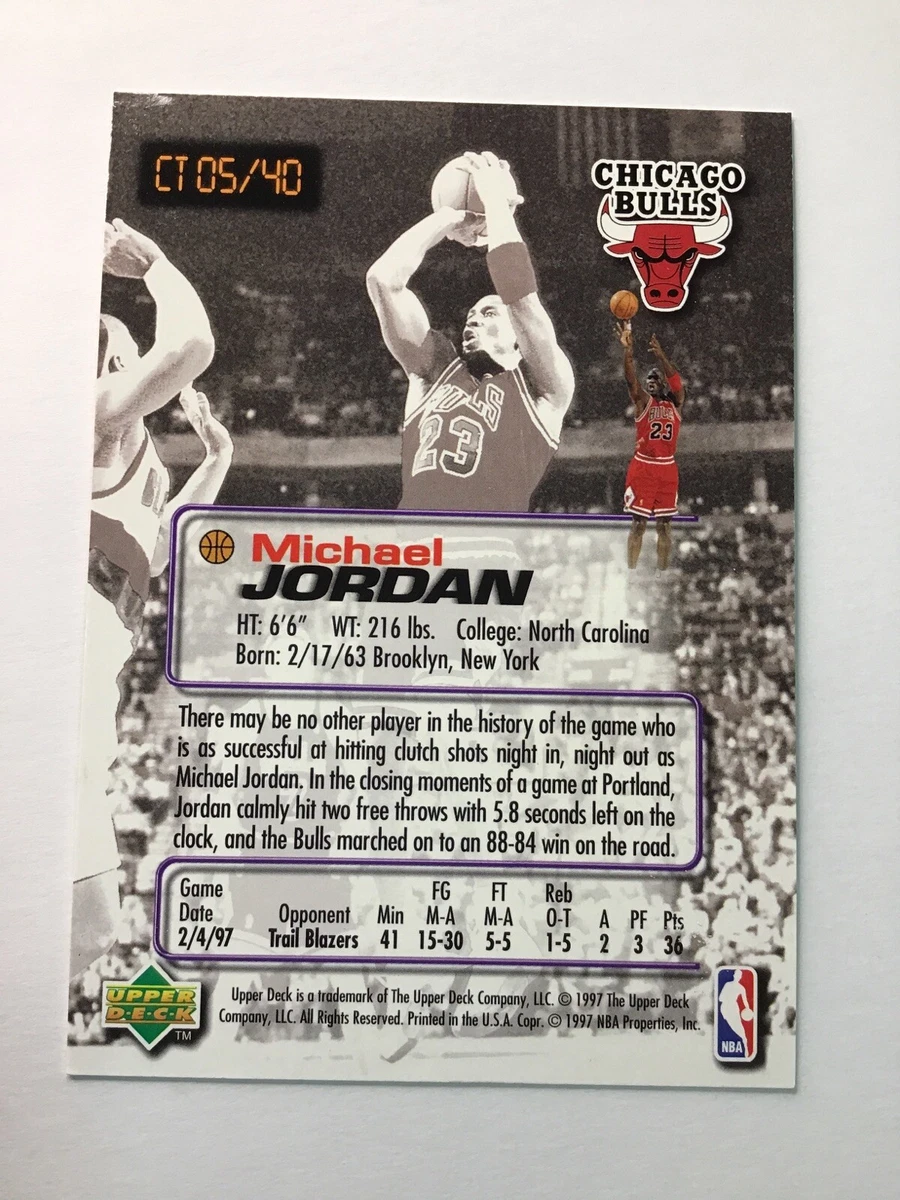 CT 05/40
CHICAGO
BULLS
BULLS
23
BULLS
23
Michael
JORDAN
HT: 6'6" WT: 216 lbs. College: North Carolina
Born: 2/17/63 Brooklyn, New York
There may be no other player in the history of the game who
is as successful at hitting clutch shots night in, night out as
Michael Jordan. In the closing moments of a game at Portland,
Jordan calmly hit two free throws with 5.8 seconds left on the
clock, and the Bulls marched on to an 88-84 win on the road.
Game FG FT Reb
Date Opponent Min M-A M-A O-T A PF Pts
2/4/97 Trail Blazers 41 15-30 5-5 1-5 2 3 36
UPPER
D·E·C·K
TM
Upper Deck is a trademark of The Upper Deck Company, LLC. © 1997 The Upper Deck
Company, LLC. All Rights Reserved. Printed in the U.S.A. Copr. © 1997 NBA Properties, Inc.
NBA